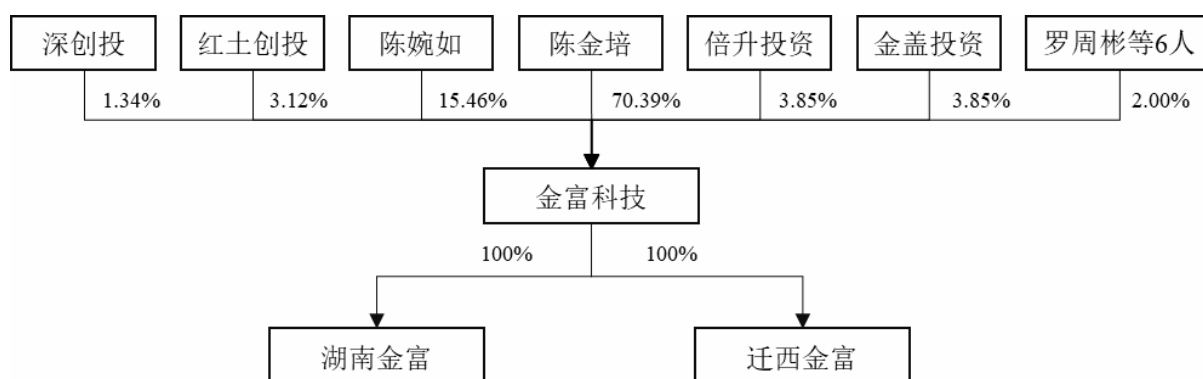 深创投
红土创投
陈婉如
陈金培
倍升投资
金盖投资
罗周彬等6人
1.34%
3.12%
15.46%
70.39%
3.85%
3.85%
2.00%
金富科技
100%
100%
湖南金富
迁西金富